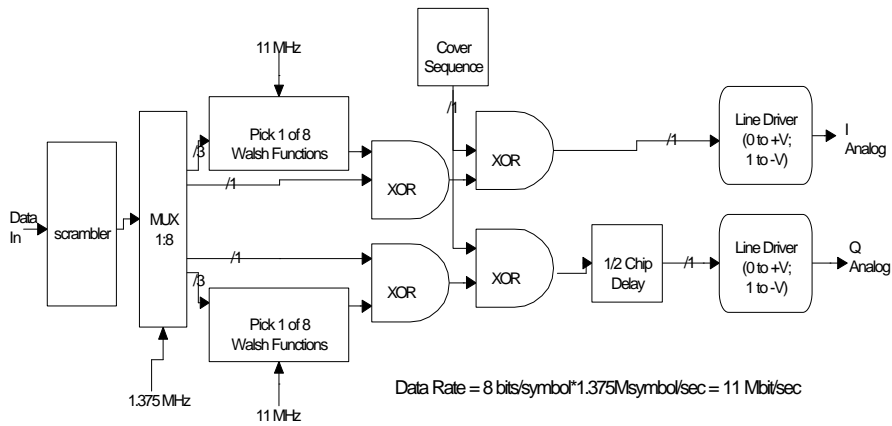 11 MHz
Cover
Sequence
/1
Pick 1 of 8
Walsh Functions
/3
/1
XOR
XOR
/1
Line Driver
(0 to +V;
1 to -V)
I
Analog
Data
In
scrambler
MUX
1:8
/1
/3
XOR
XOR
1/2 Chip
Delay
/1
Line Driver
(0 to +V;
1 to -V)
Q
Analog
Pick 1 of 8
Walsh Functions
1.375 MHz
11 MHz
Data Rate = 8 bits/symbol*1.375Msymbol/sec = 11 Mbit/sec